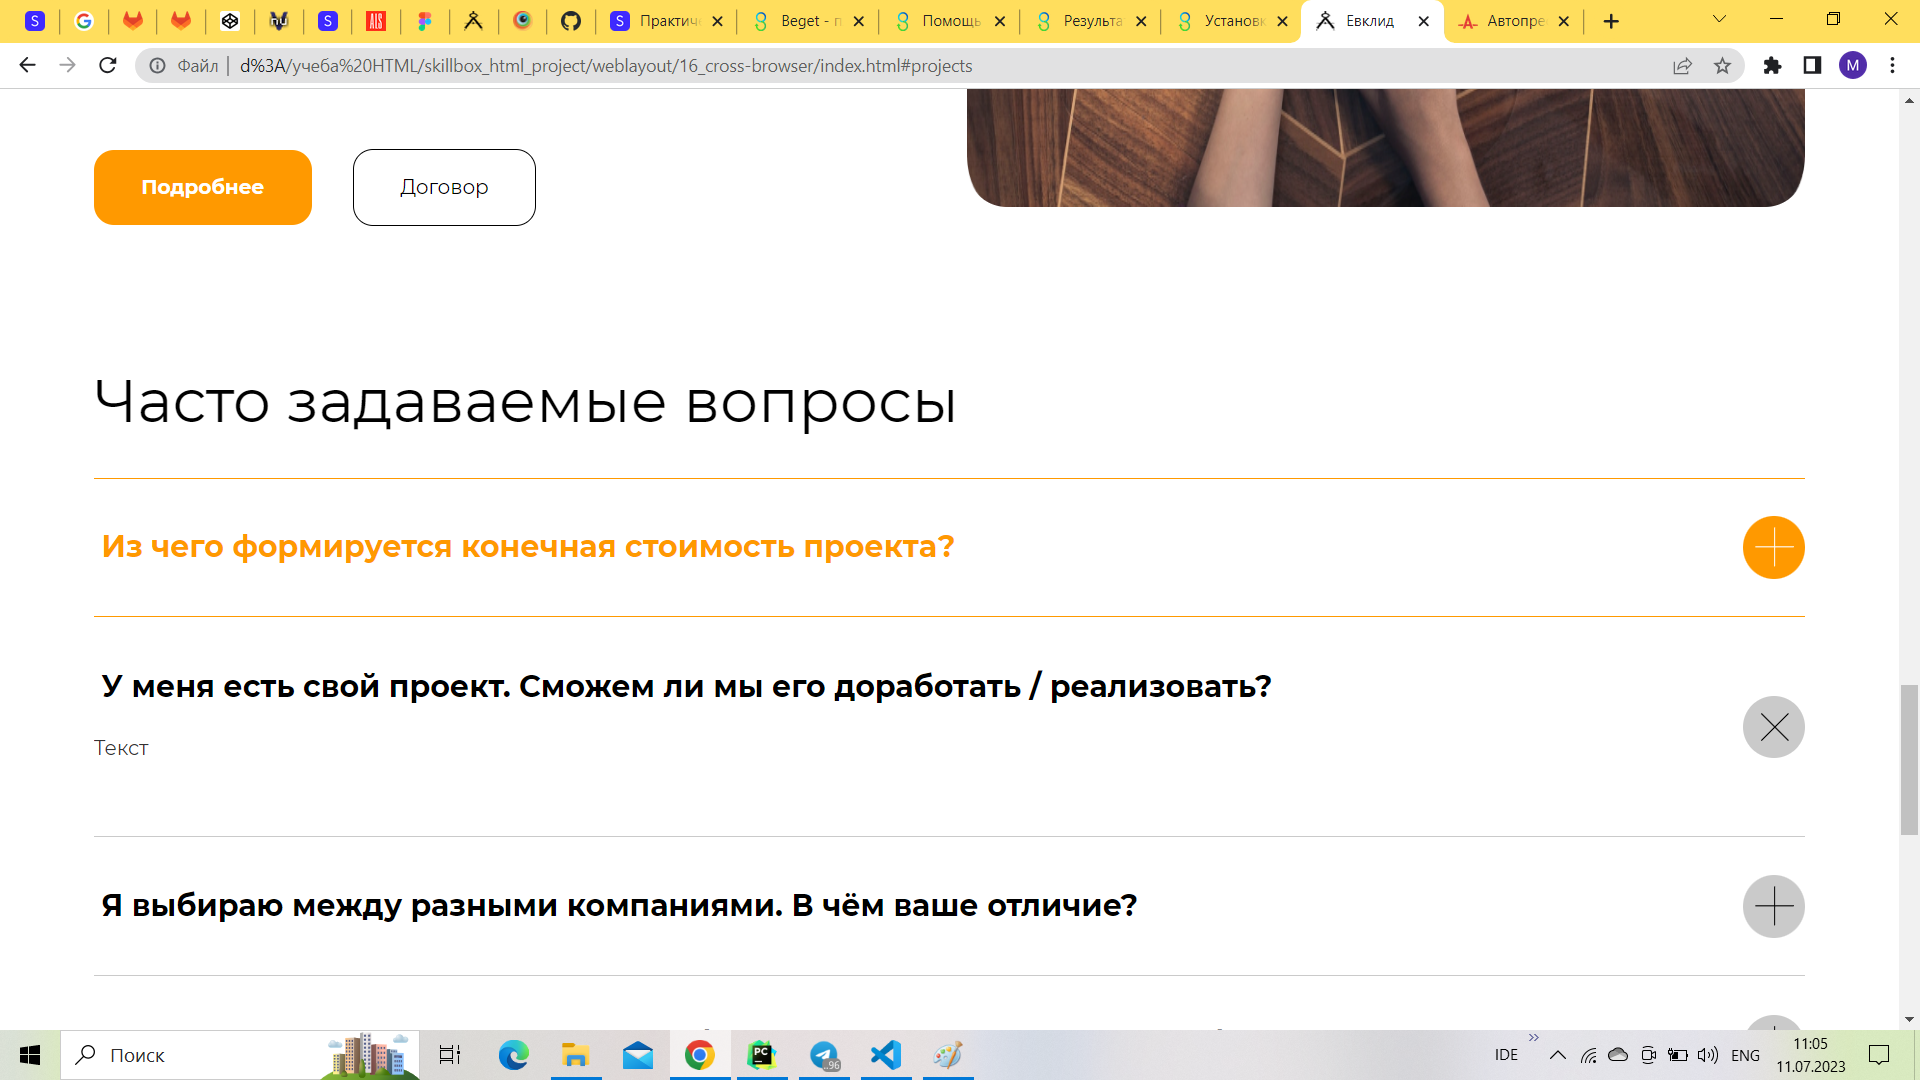 Практич
Beget - п
Помощь
Результа
Установк
Евклид
Автопре
Файл | d%3A/учеба%20HTML/skillbox_html_project/weblayout/16_cross-browser/index.html#projects
M
Подробнее
Договор
Часто задаваемые вопросы
Из чего формируется конечная стоимость проекта?
У меня есть свой проект. Сможем ли мы его доработать / реализовать?
Текст
Я выбираю между разными компаниями. В чём ваше отличие?
Поиск
PC
..96
IDE
ENG
11:05
11.07.2023